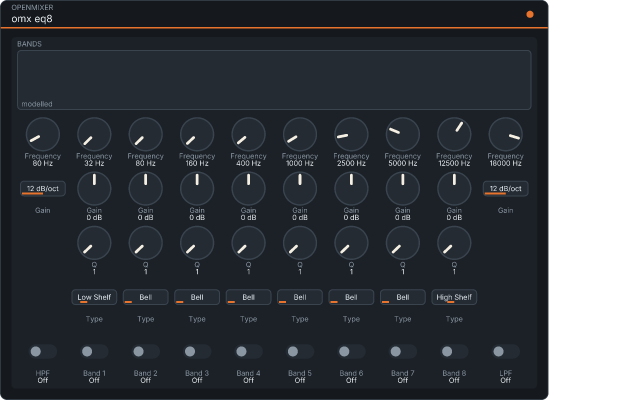 OPENMIXER
omx eq8
BANDS
modelled
Frequency Frequency Frequency Frequency Frequency Frequency Frequency Frequency Frequency Frequency
80 Hz 32 Hz 80 Hz 160 Hz 400 Hz 1000 Hz 2500 Hz 5000 Hz 12500 Hz 18000 Hz
12 dB/oct 12 dB/oct
Gain Gain Gain Gain Gain Gain Gain Gain Gain Gain
0 dB 0 dB 0 dB 0 dB 0 dB 0 dB 0 dB 0 dB
Q Q Q Q Q Q Q Q
1 1 1 1 1 1 1 1
Low Shelf Bell Bell Bell Bell Bell Bell High Shelf
Type Type Type Type Type Type Type Type
HPF Band 1 Band 2 Band 3 Band 4 Band 5 Band 6 Band 7 Band 8 LPF
Off Off Off Off Off Off Off Off Off Off